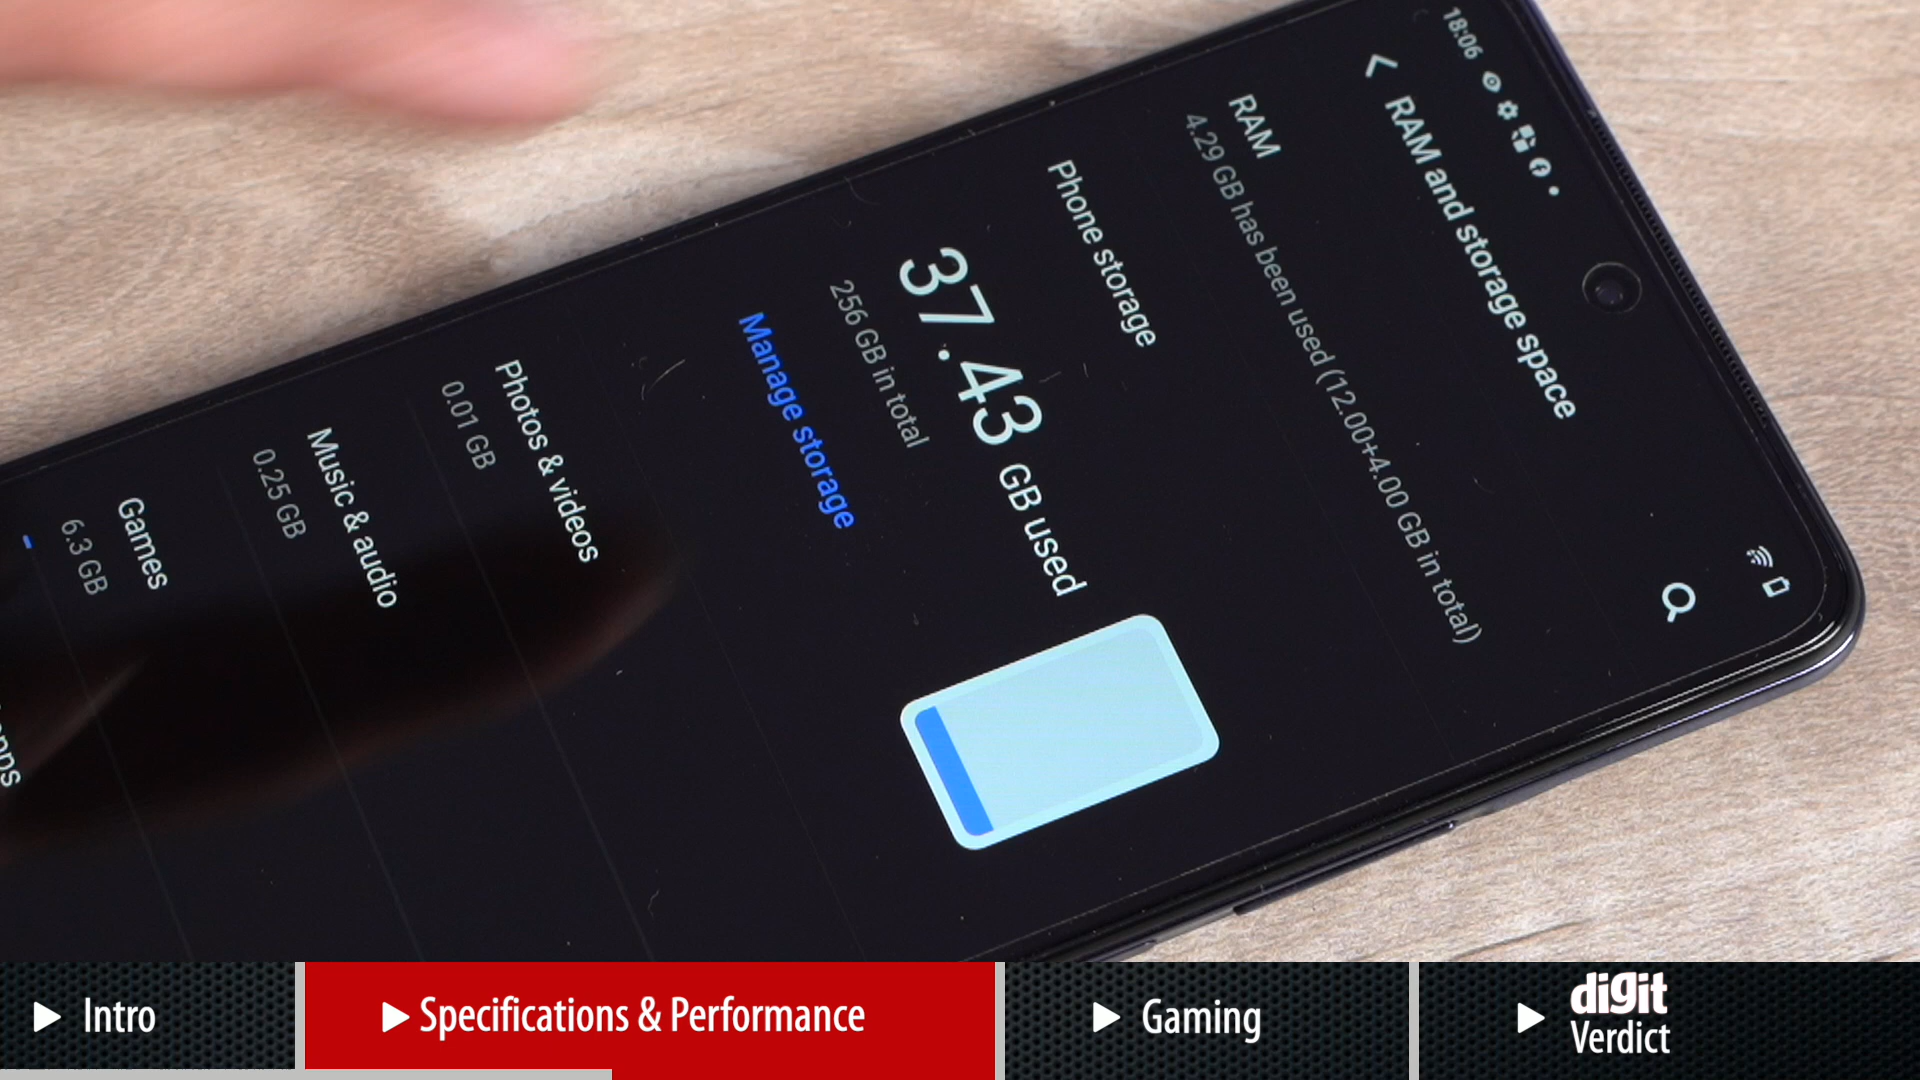 18:06
RAM and storage space
RAM
4.29 GB has been used (12.00+4.00 GB in total)
Phone storage
37.43 GB used
256 GB in total
Manage storage
Photos & videos
0.01 GB
Music & audio
0.25 GB
Games
6.3 GB
Intro
Specifications & Performance
Gaming
digit
Verdict